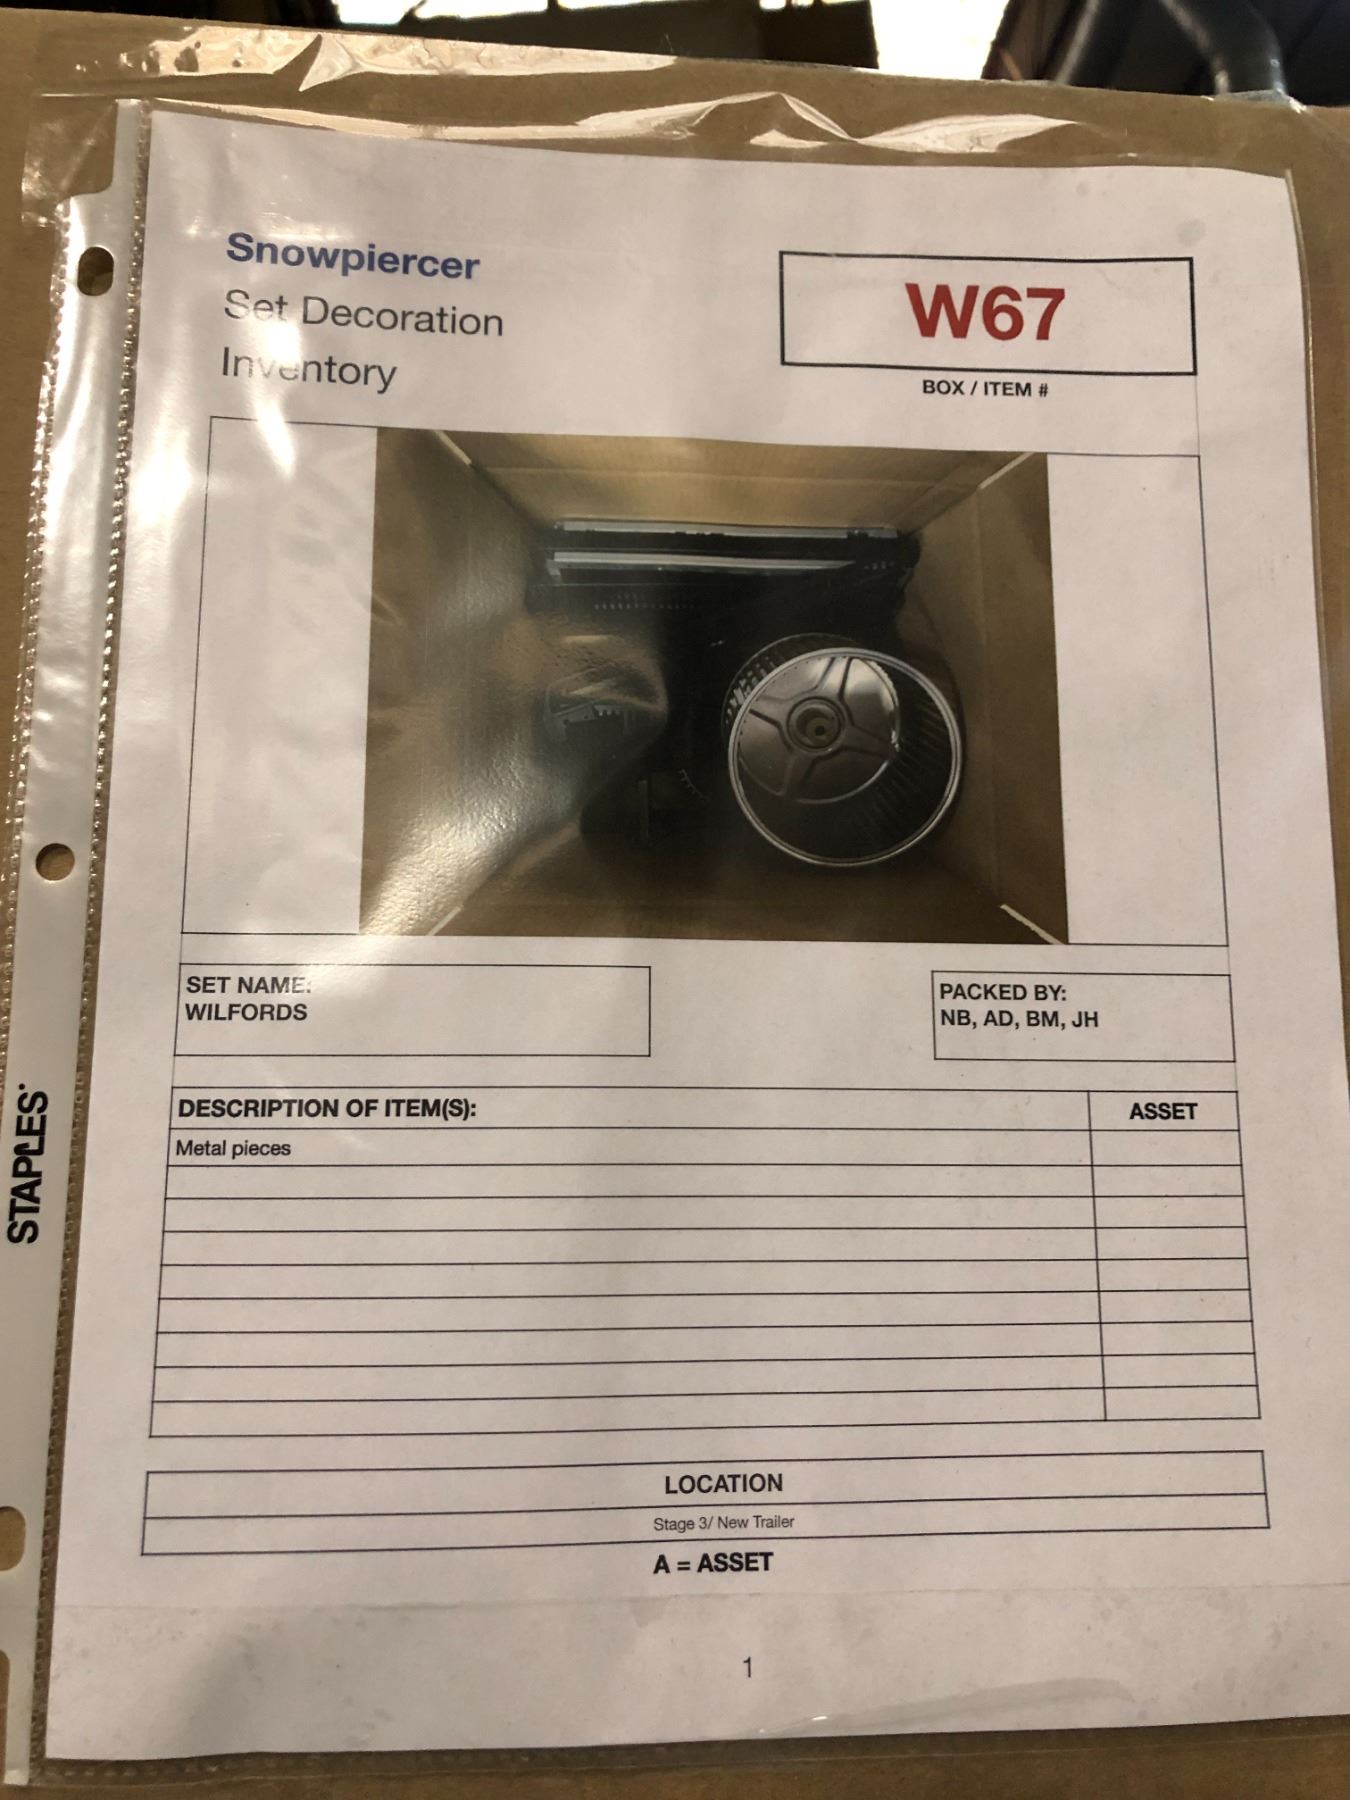 Snowpiercer
Set Decoration
Inventory
W67
BOX / ITEM #
SET NAME:
WILFORDS
PACKED BY:
NB, AD, BM, JH
DESCRIPTION OF ITEM(S):
ASSET
Metal pieces
LOCATION
Stage 3/ New Trailer
A = ASSET
1
STAPLES